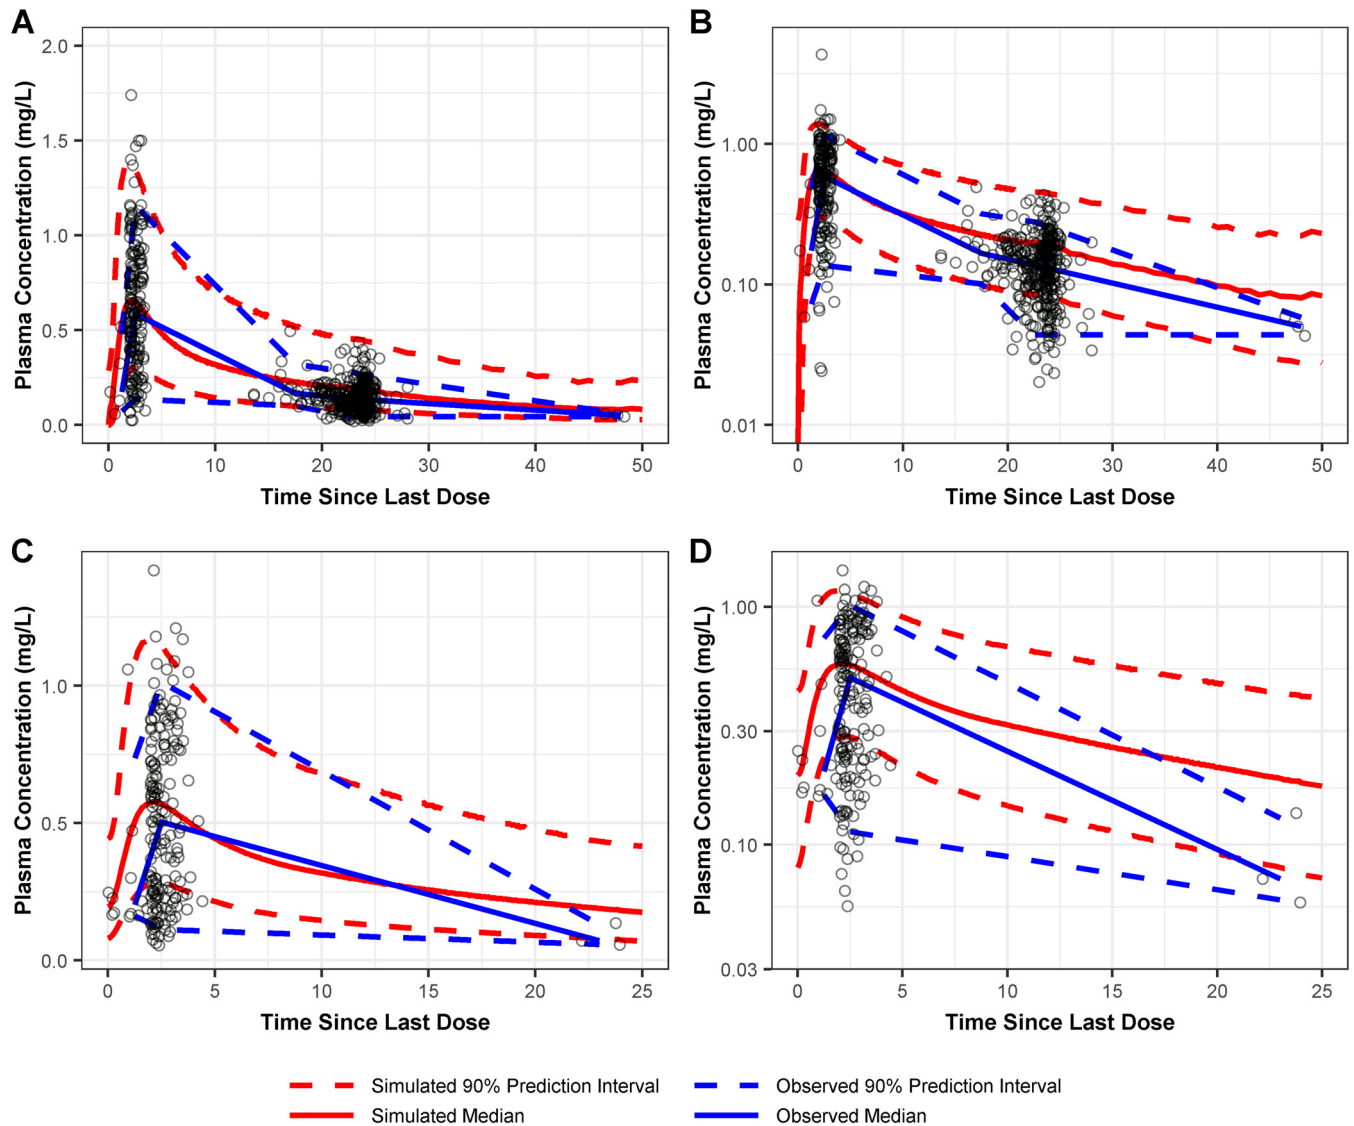 A
Plasma Concentration (mg/L)
2.0
1.5
1.0
0.5
0.0
0 10 20 30 40 50
Time Since Last Dose
B
Plasma Concentration (mg/L)
1.00
0.10
0.01
0 10 20 30 40 50
Time Since Last Dose
C
Plasma Concentration (mg/L)
1.0
0.5
0.0
0 5 10 15 20 25
Time Since Last Dose
D
Plasma Concentration (mg/L)
1.00
0.30
0.10
0.03
0 5 10 15 20 25
Time Since Last Dose
Simulated 90% Prediction Interval
Simulated Median
Observed 90% Prediction Interval
Observed Median